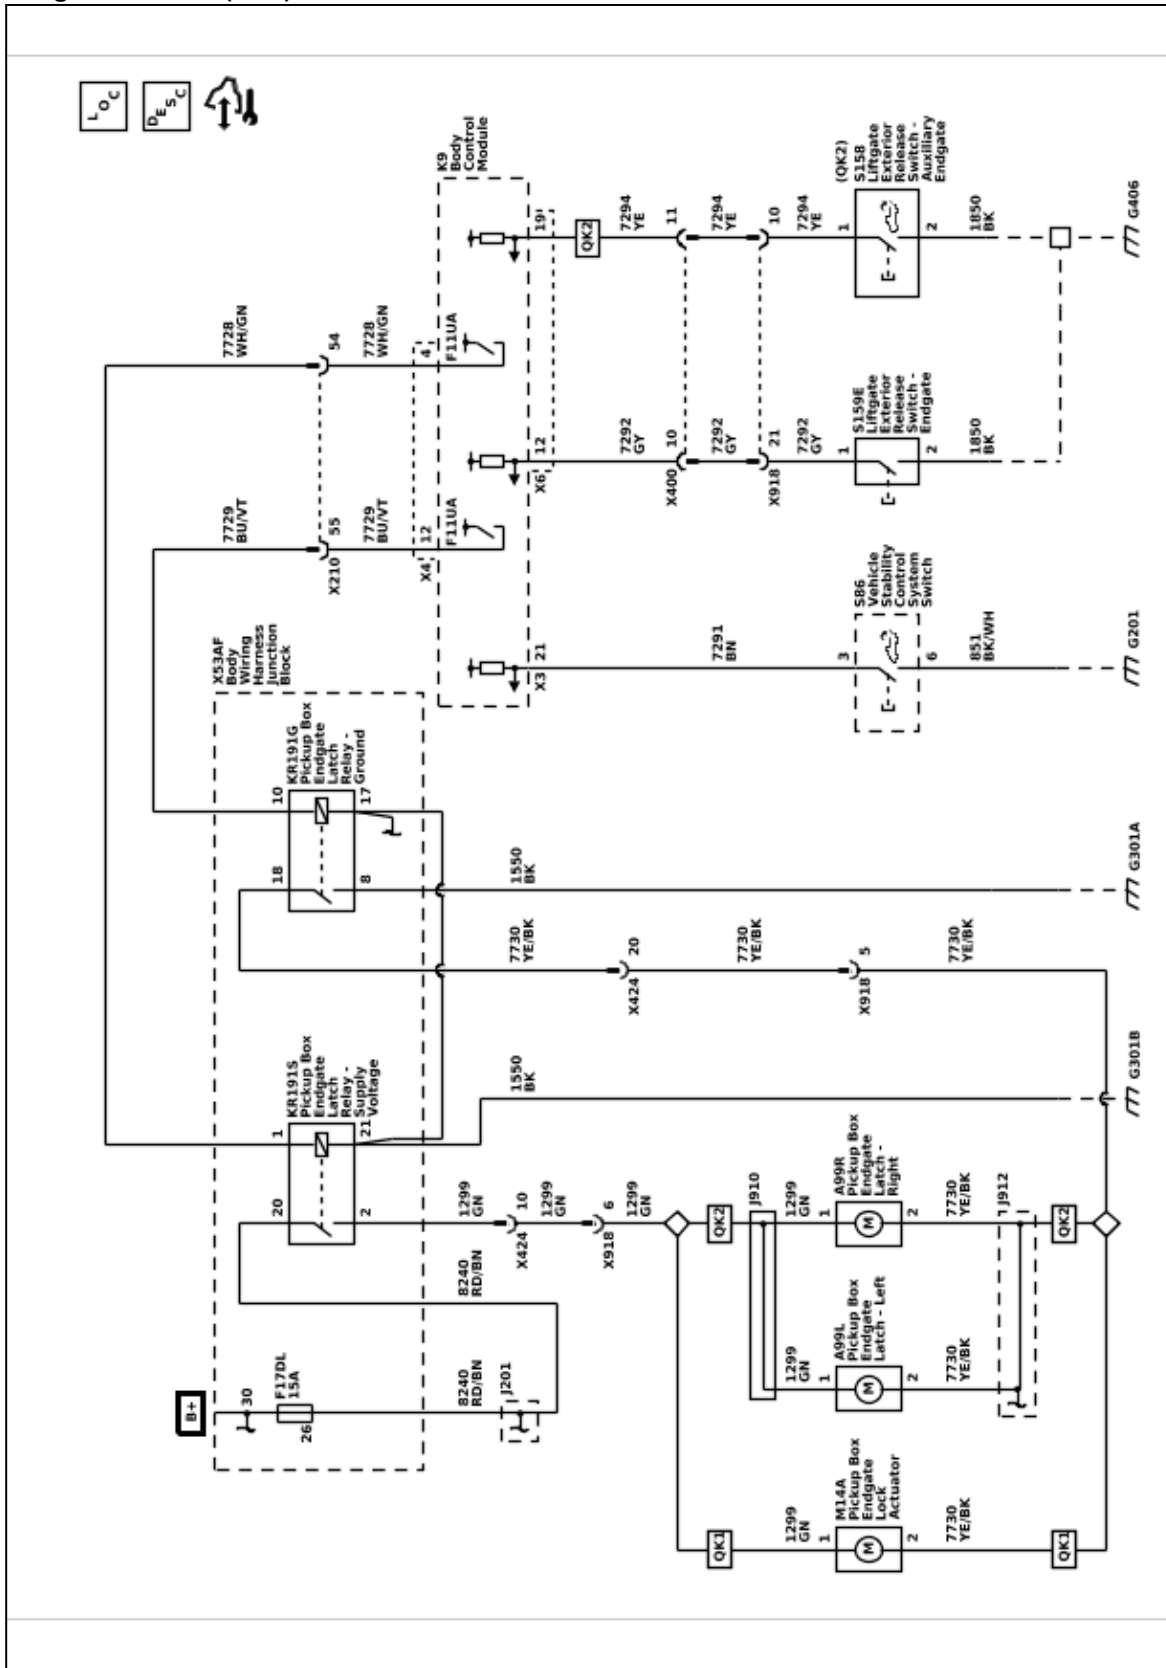 L O C
D E S C
B+
30
F17DL
15A
26
8240
RD/BN
J201
8240
RD/BN
X53AF
Body
Wiring
Harness
Junction
Block
KR191S
Pickup Box
Endgate
Latch
Relay -
Supply
Voltage
20
1
2
21
KR191G
Pickup Box
Endgate
Latch
Relay -
Ground
18
10
8
17
7729
BU/VT
X210
55
7729
BU/VT
X4
12
F11UA
7728
WH/GN
54
7728
WH/GN
4
F11UA
K9
Body
Control
Module
X3
21
X6
12
19
QK2
1299
GN
X424
10
1299
GN
X918
6
1299
GN
1550
BK
7730
YE/BK
X424
20
7730
YE/BK
X918
5
7730
YE/BK
1550
BK
7291
BN
7292
GY
X400
10
7292
GY
X918
21
7292
GY
7294
YE
11
7294
YE
10
7294
YE
QK1
QK2
J910
1299
GN
1299
GN
1299
GN
M14A
Pickup Box
Endgate
Lock
Actuator
1
M
2
A99L
Pickup Box
Endgate
Latch - Left
1
M
2
A99R
Pickup Box
Endgate
Latch -
Right
1
M
2
S86
Vehicle
Stability
Control
System
Switch
3
6
S159E
Liftgate
Exterior
Release
Switch -
Endgate
1
2
(QK2)
S158
Liftgate
Exterior
Release
Switch -
Auxiliary
Endgate
1
2
7730
YE/BK
7730
YE/BK
7730
YE/BK
J912
851
BK/WH
1850
BK
1850
BK
QK1
QK2
G301B
G301A
G201
G406